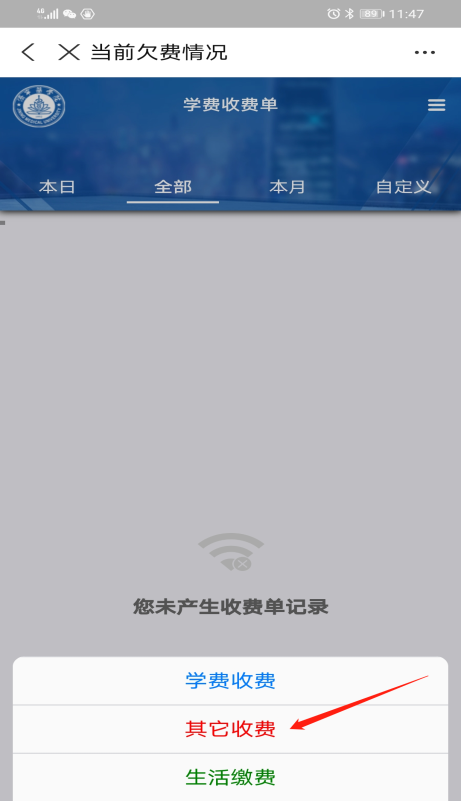 4G 89 11:47
当前欠费情况
学费收费单
本日 全部 本月 自定义
您未产生收费单记录
学费收费
其它收费
生活缴费